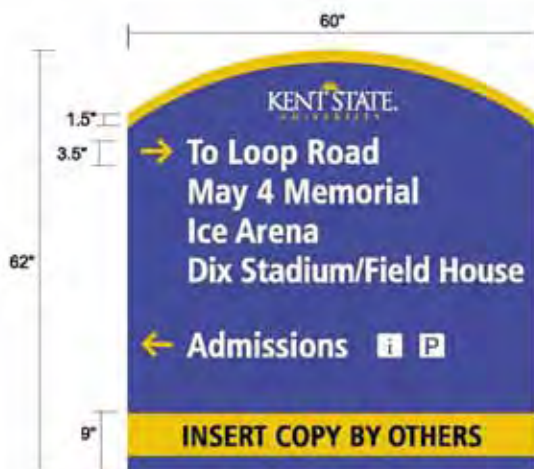 60"
KENT STATE.
UNIVERSITY
1.5"
3.5"
62"
→ To Loop Road
May 4 Memorial
Ice Arena
Dix Stadium/Field House
← Admissions i P
9"
INSERT COPY BY OTHERS